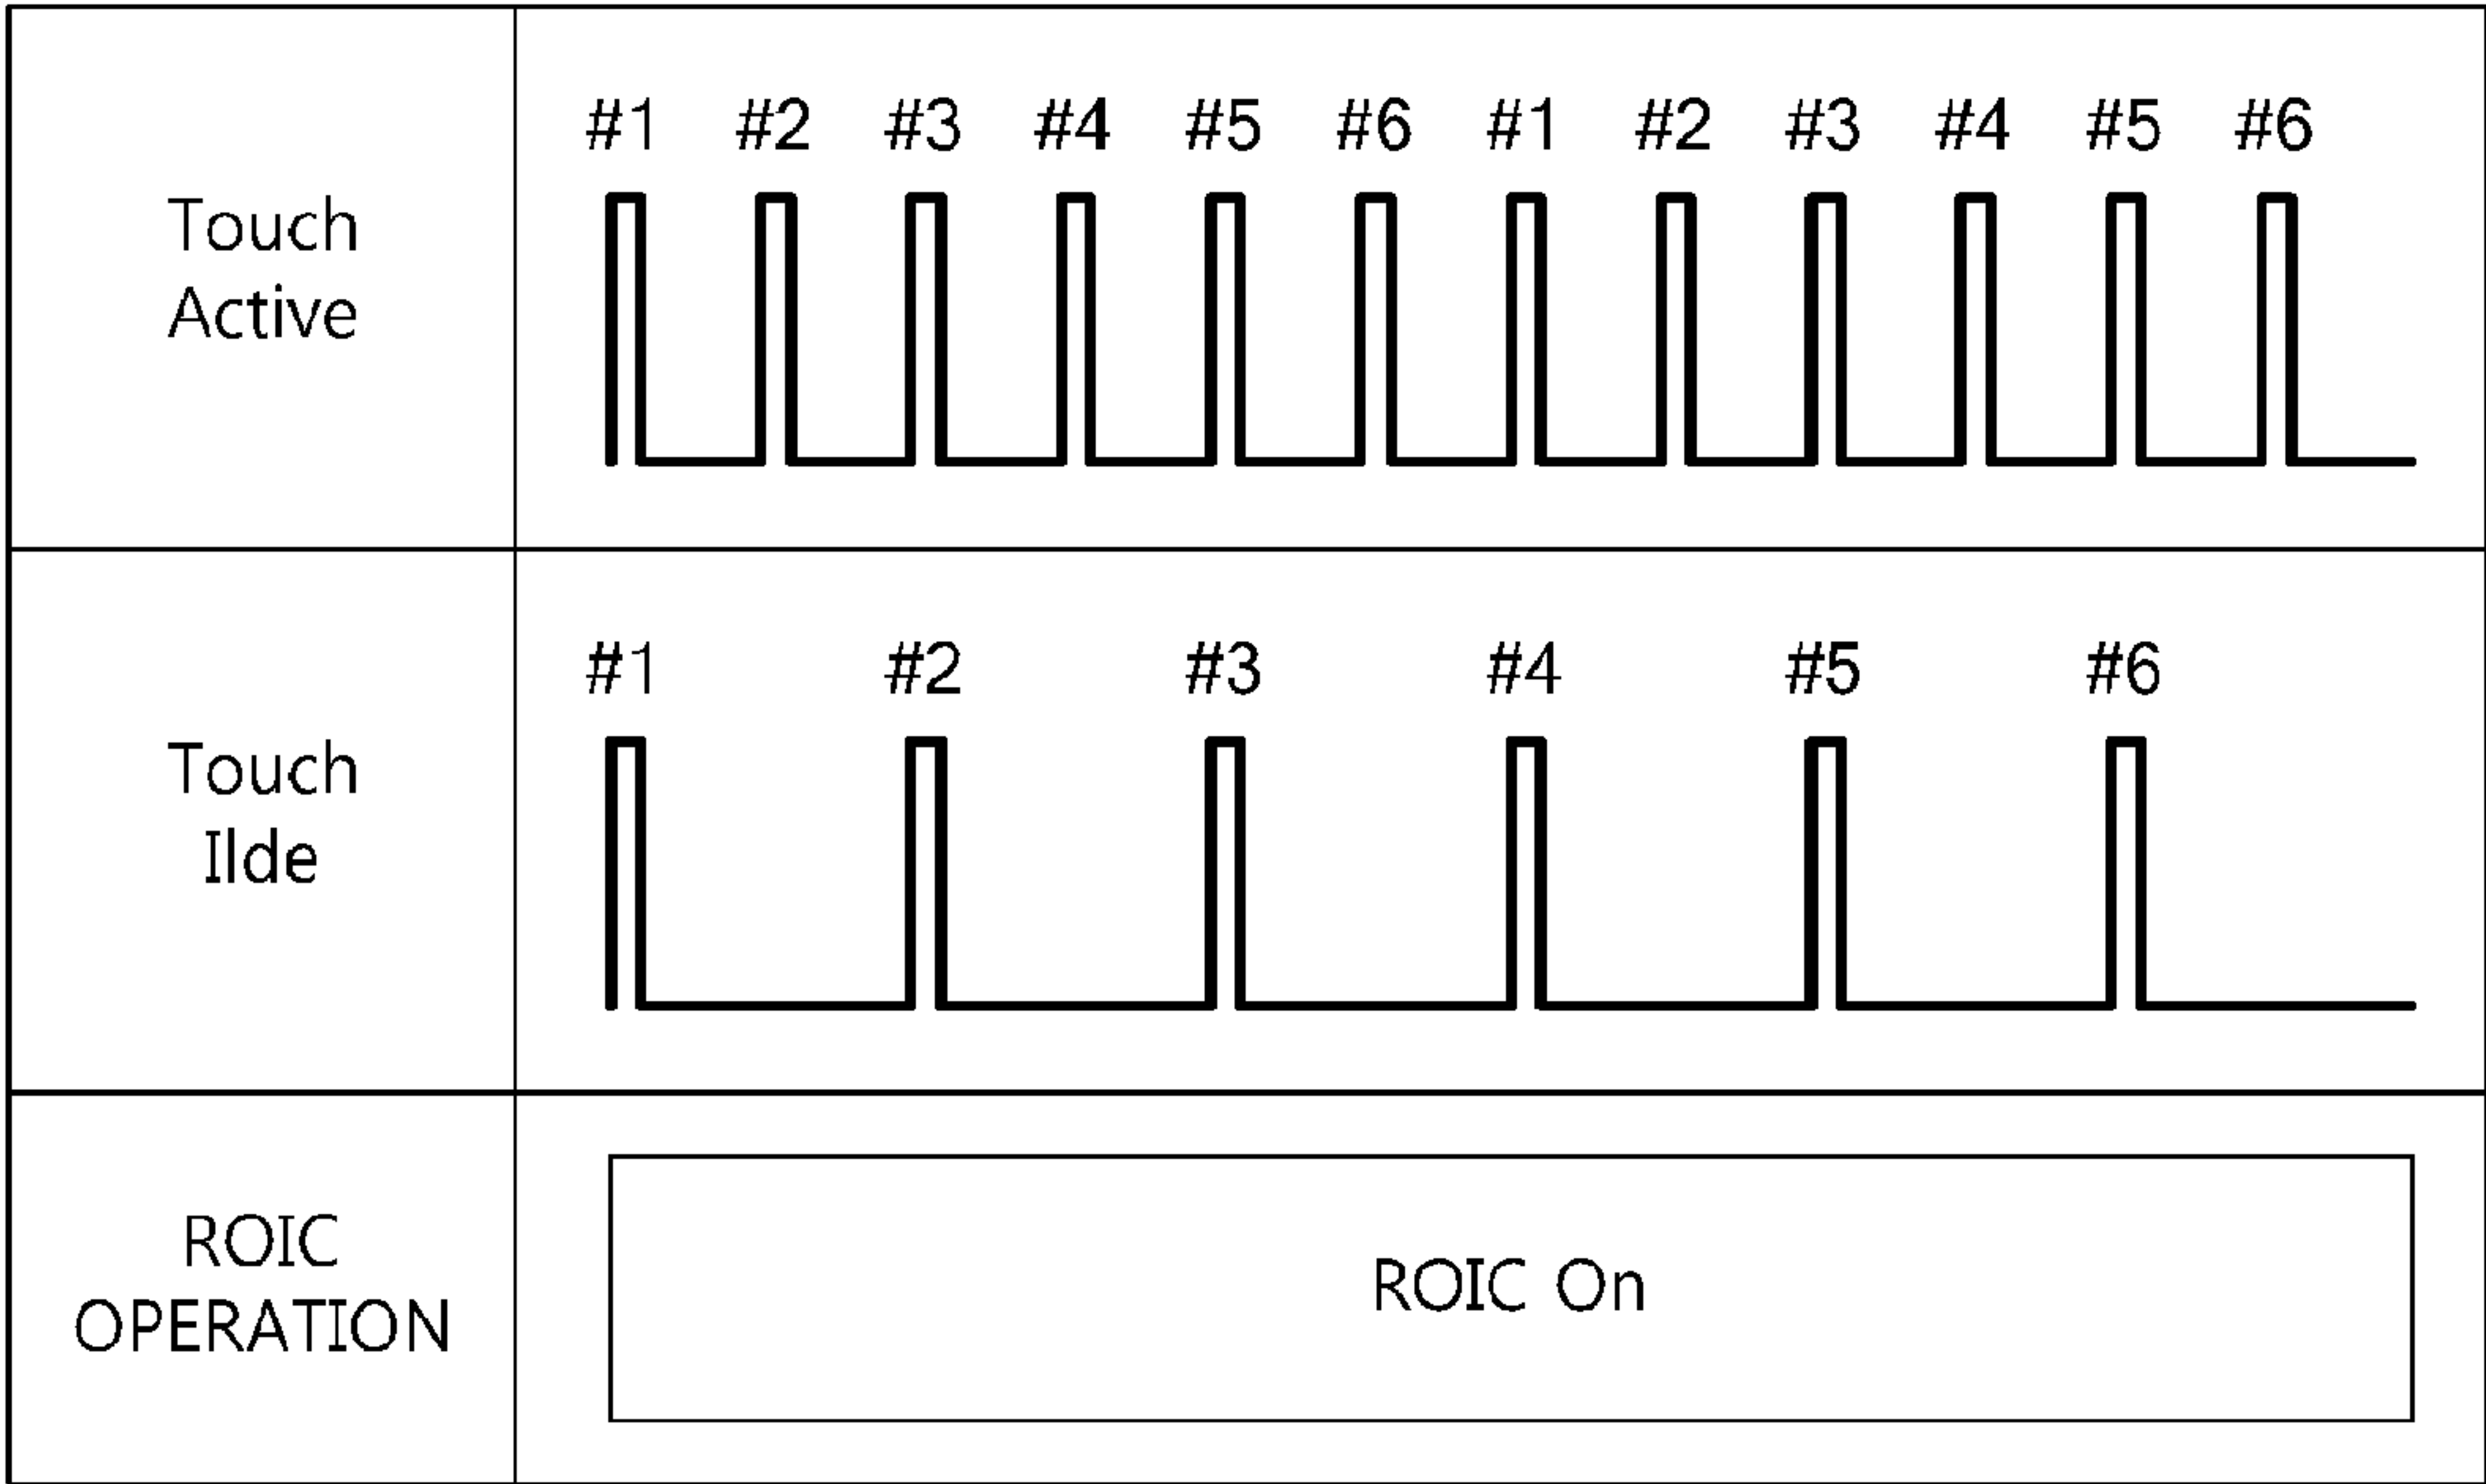 #1 #2 #3 #4 #5 #6 #1 #2 #3 #4 #5 #6
Touch
Active
#1 #2 #3 #4 #5 #6
Touch
Ilde
ROIC
OPERATION
ROIC On